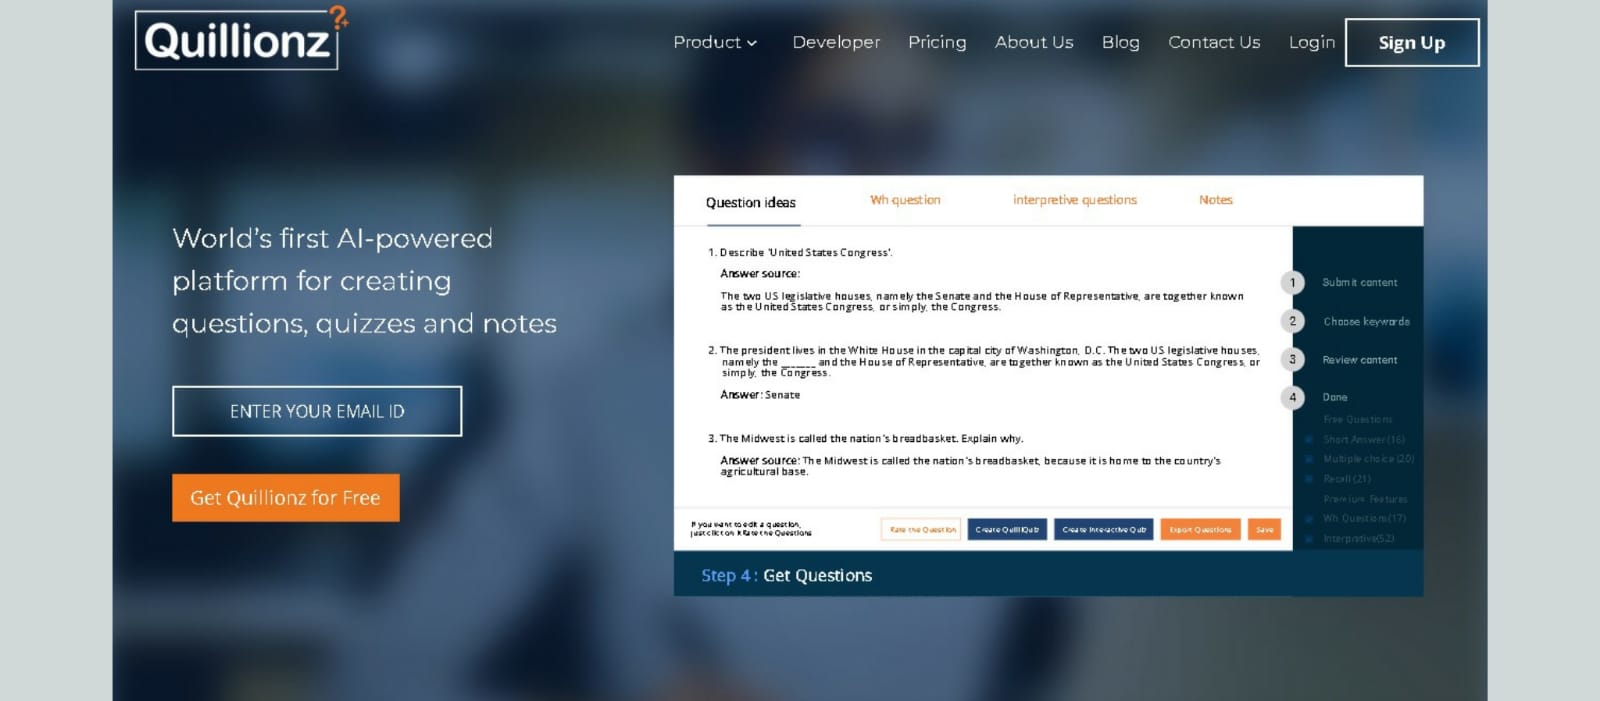 Quillionz
Product
Developer
Pricing
About Us
Blog
Contact Us
Login
Sign Up
World's first AI-powered
platform for creating
questions, quizzes and notes
ENTER YOUR EMAIL ID
Get Quillionz for Free
Question ideas
Wh question
interpretive questions
Notes
1. Describe 'United States Congress'.
Answer source:
The two US legislative houses, namely the Senate and the House of Representative, are together known
as the United States Congress, or simply, the Congress.
2. The president lives in the White House in the capital city of Washington, D.C. The two US legislative houses,
namely the ______ and the House of Representative, are together known as the United States Congress, or
simply, the Congress.
Answer: Senate
3. The Midwest is called the nation's breadbasket. Explain why.
Answer source: The Midwest is called the nation's breadbasket, because it is home to the country's
agricultural base.
If you want to edit a question,
just click on it Rate the Questions
Rate the Question
Create QuilliQuiz
Create Interactive Quiz
Export Questions
Save
1 Submit content
2 Choose keywords
3 Review content
4 Done
Free Questions
Short Answer (16)
Multiple choice (20)
Recall (21)
Premium Features
Wh Questions (17)
Interpretive(52)
Step 4 : Get Questions